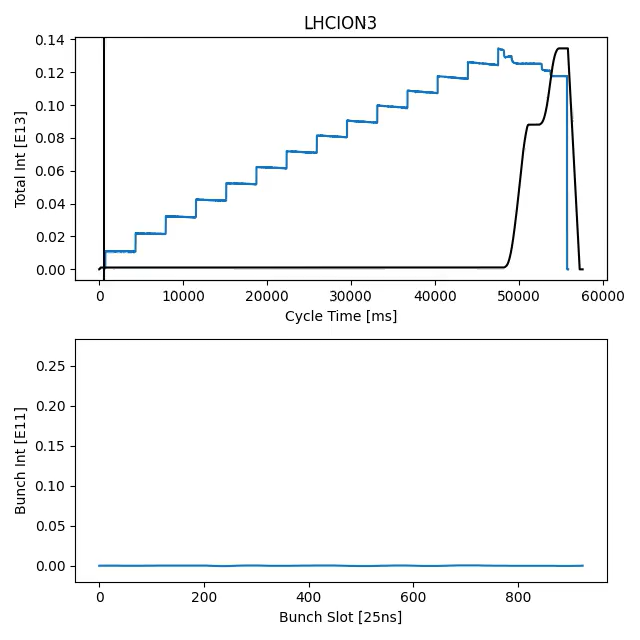 LHCION3
0.14
0.12
0.10
0.08
0.06
0.04
0.02
0.00
Total Int [E13]
0 10000 20000 30000 40000 50000 60000
Cycle Time [ms]
0.25
0.20
0.15
0.10
0.05
0.00
Bunch Int [E11]
0 200 400 600 800
Bunch Slot [25ns]